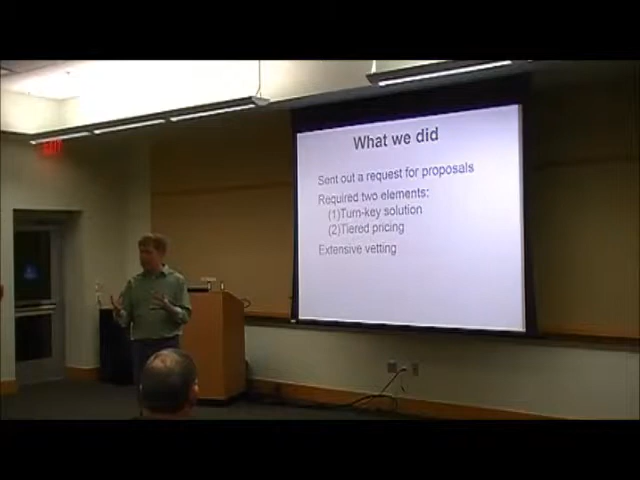 EXIT
What we did
Sent out a request for proposals
Required two elements:
(1)Turn-key solution
(2)Tiered pricing
Extensive vetting